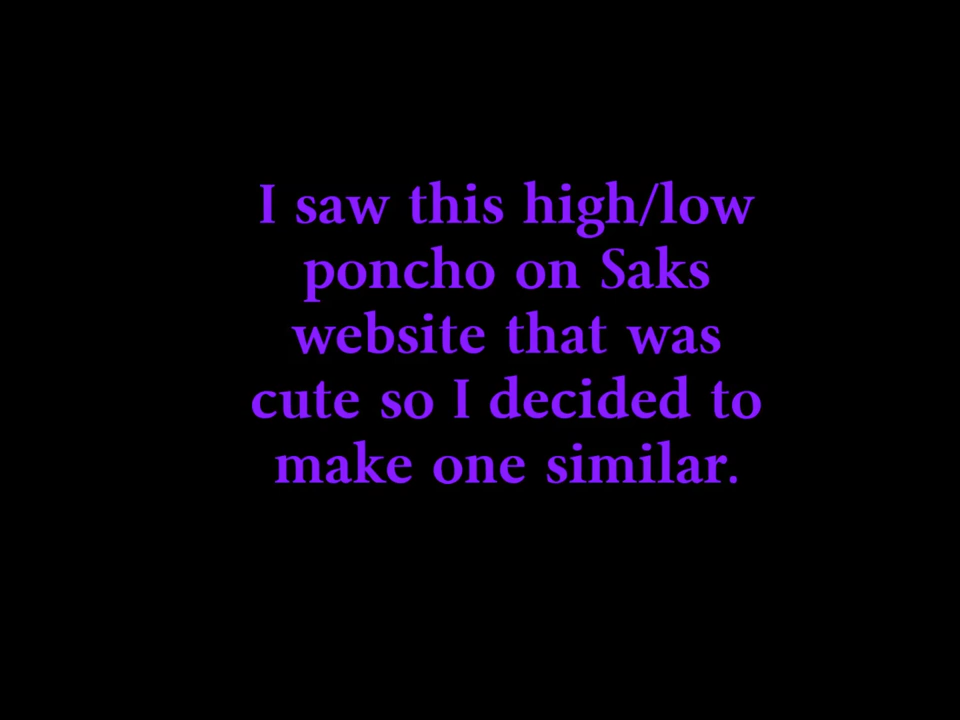 I saw this high/low
poncho on Saks
website that was
cute so I decided to
make one similar.